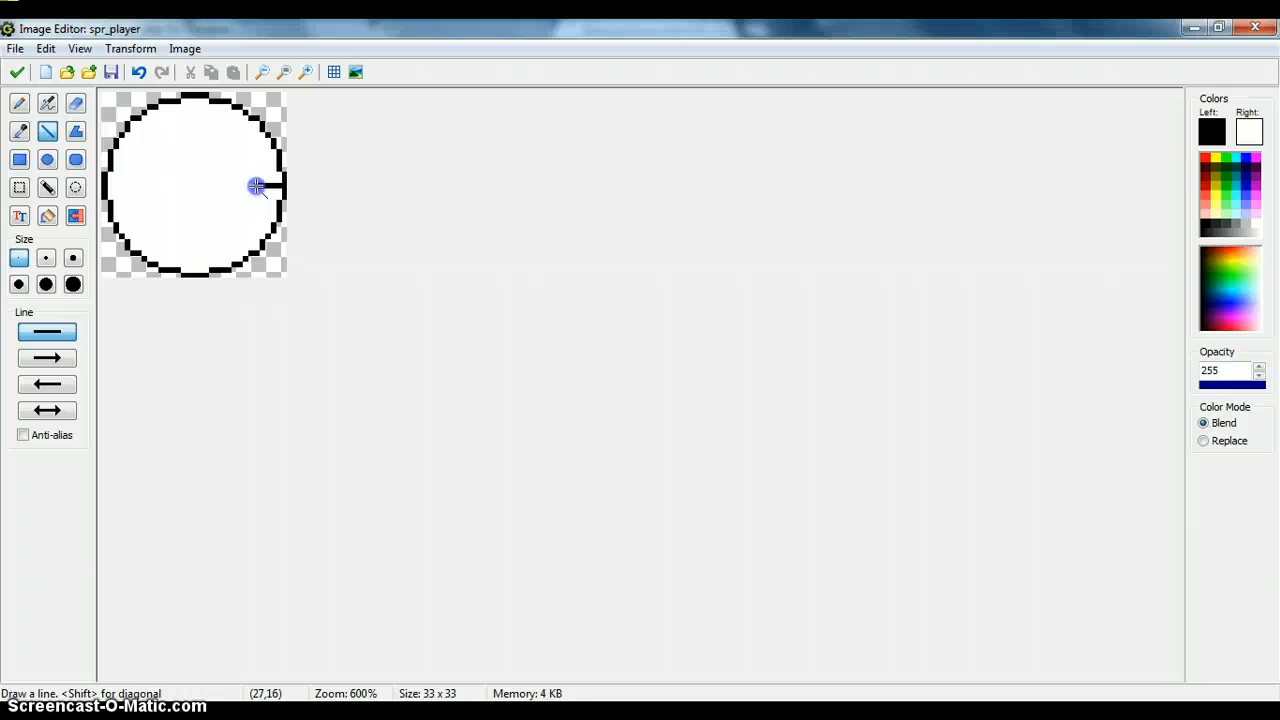 Image Editor: spr_player
File Edit View Transform Image
Colors
Left: Right:
TT
Size
Line
Anti-alias
Opacity
255
Color Mode
Blend
Replace
Draw a line. <Shift> for diagonal (27,16) Zoom: 600% Size: 33 x 33 Memory: 4 KB
Screencast-O-Matic.com